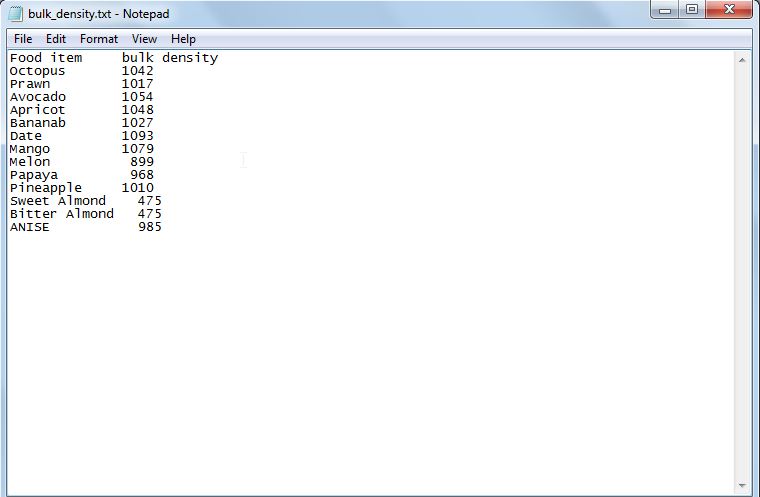 bulk_density.txt - Notepad
File Edit Format View Help
Food item     bulk density
Octopus       1042
Prawn         1017
Avocado       1054
Apricot       1048
Bananab       1027
Date          1093
Mango         1079
Melon          899
Papaya         968
Pineapple     1010
Sweet Almond    475
Bitter Almond   475
ANISE           985